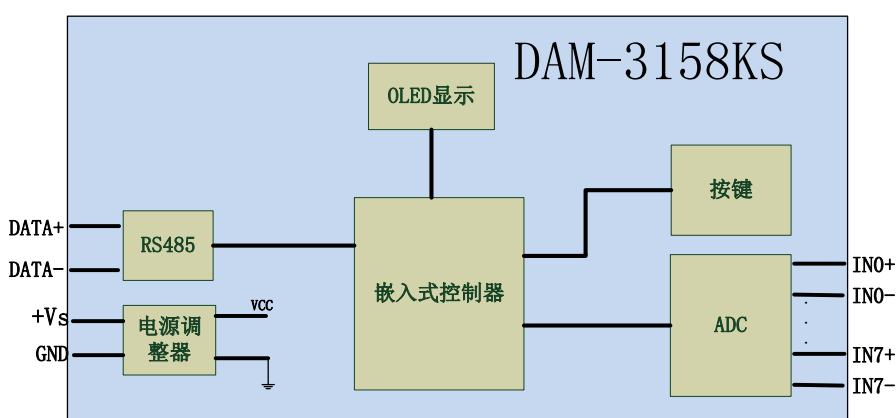 DAM-3158KS
OLED显示
按键
DATA+
RS485
DATA-
嵌入式控制器
IN0+
IN0-
ADC
+Vs
VCC
电源调
整器
GND
IN7+
IN7-